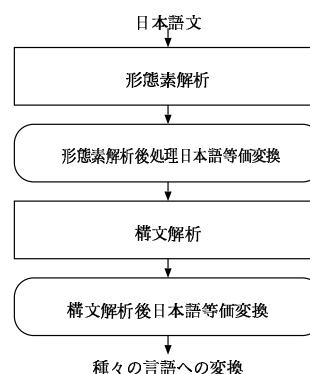 日本語文
形態素解析
形態素解析後処理日本語等価変換
構文解析
構文解析後日本語等価変換
種々の言語への変換